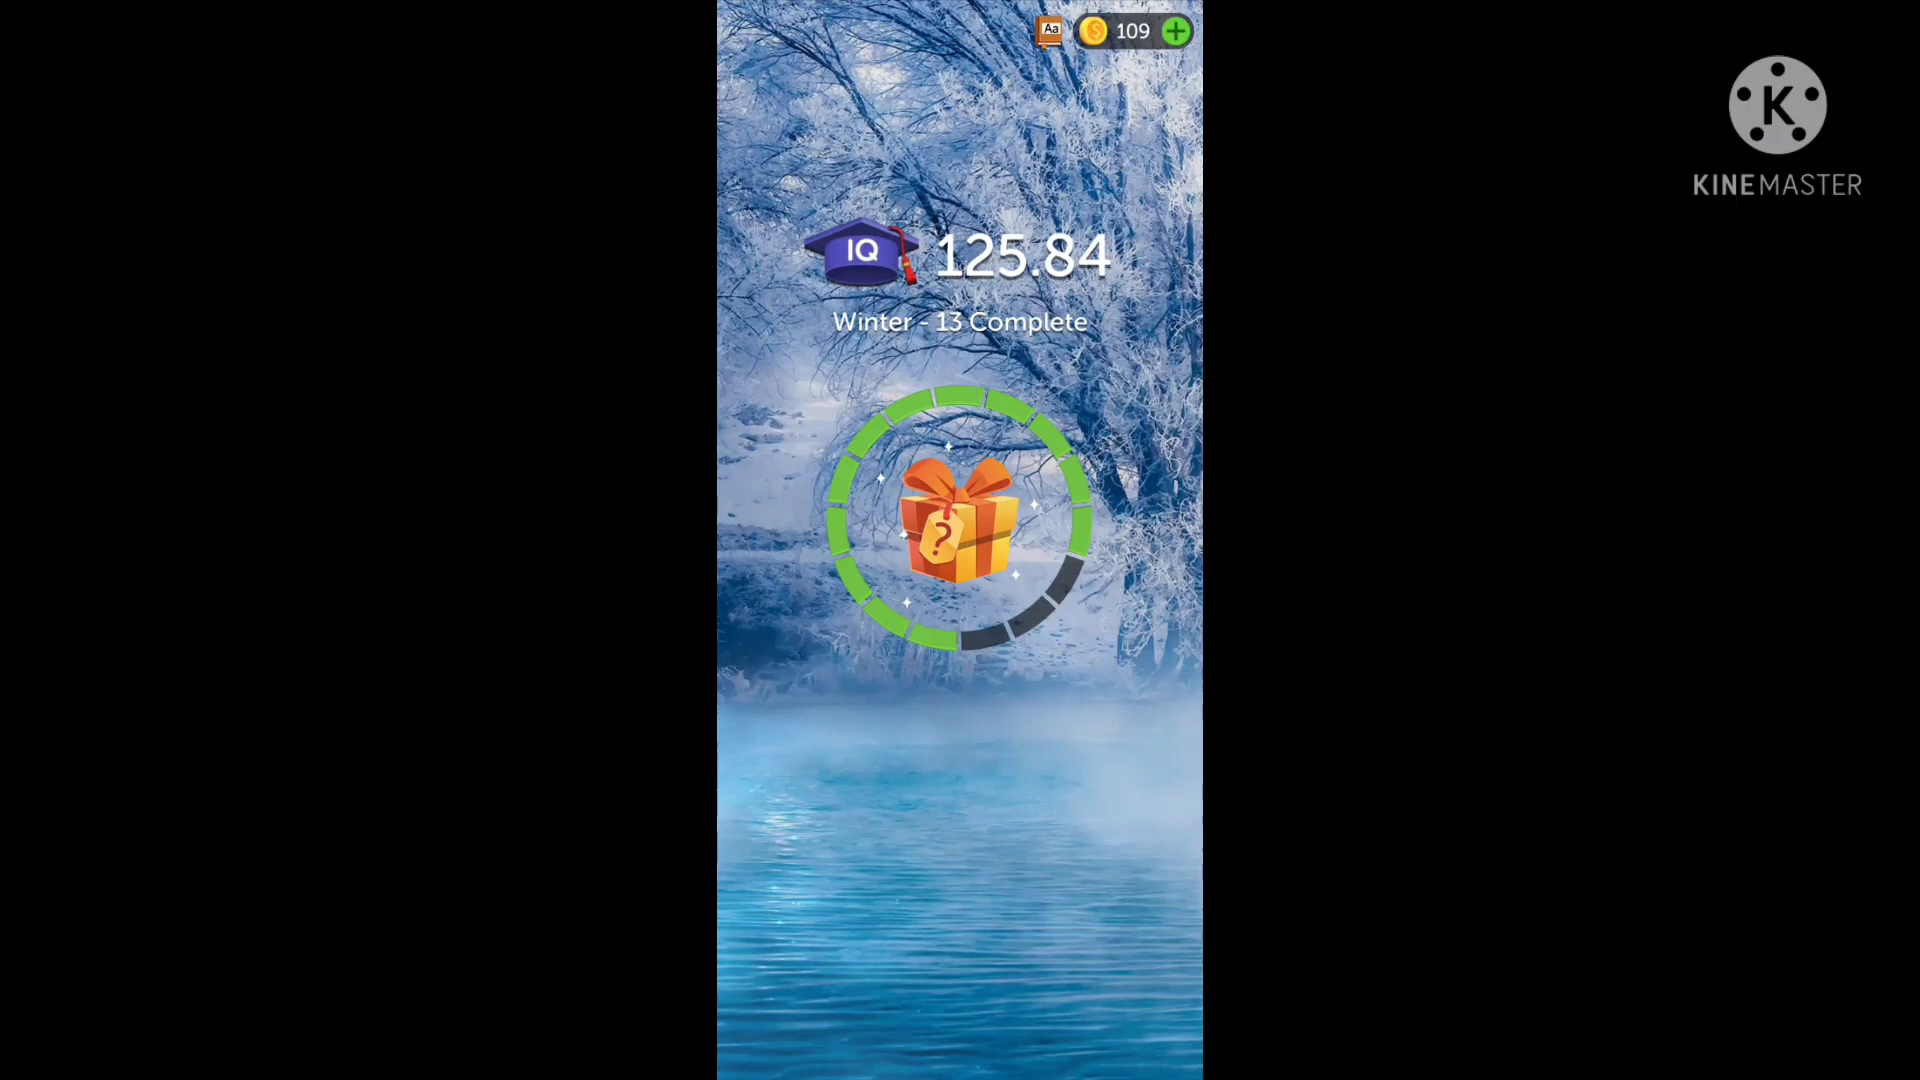 Aa
109
K
KINEMASTER
IQ
125.84
Winter - 13 Complete
?